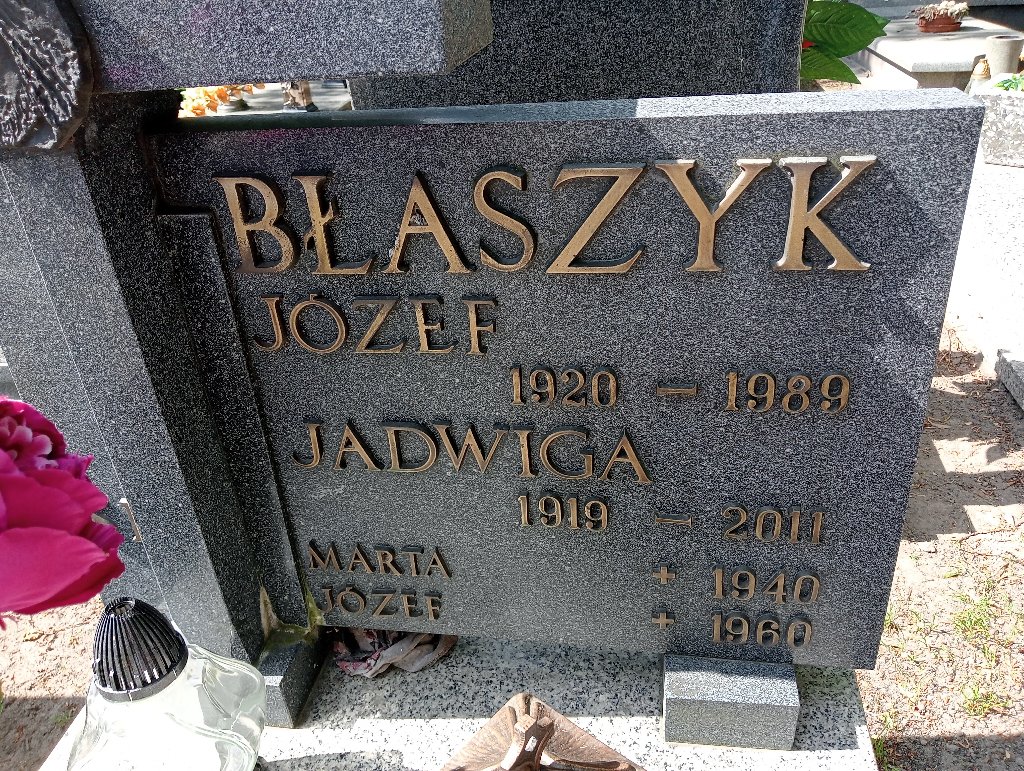 BŁASZYK
JÓZEF
1920 – 1989
JADWIGA
1919 – 2011
MARTA + 1940
JÓZEF + 1960